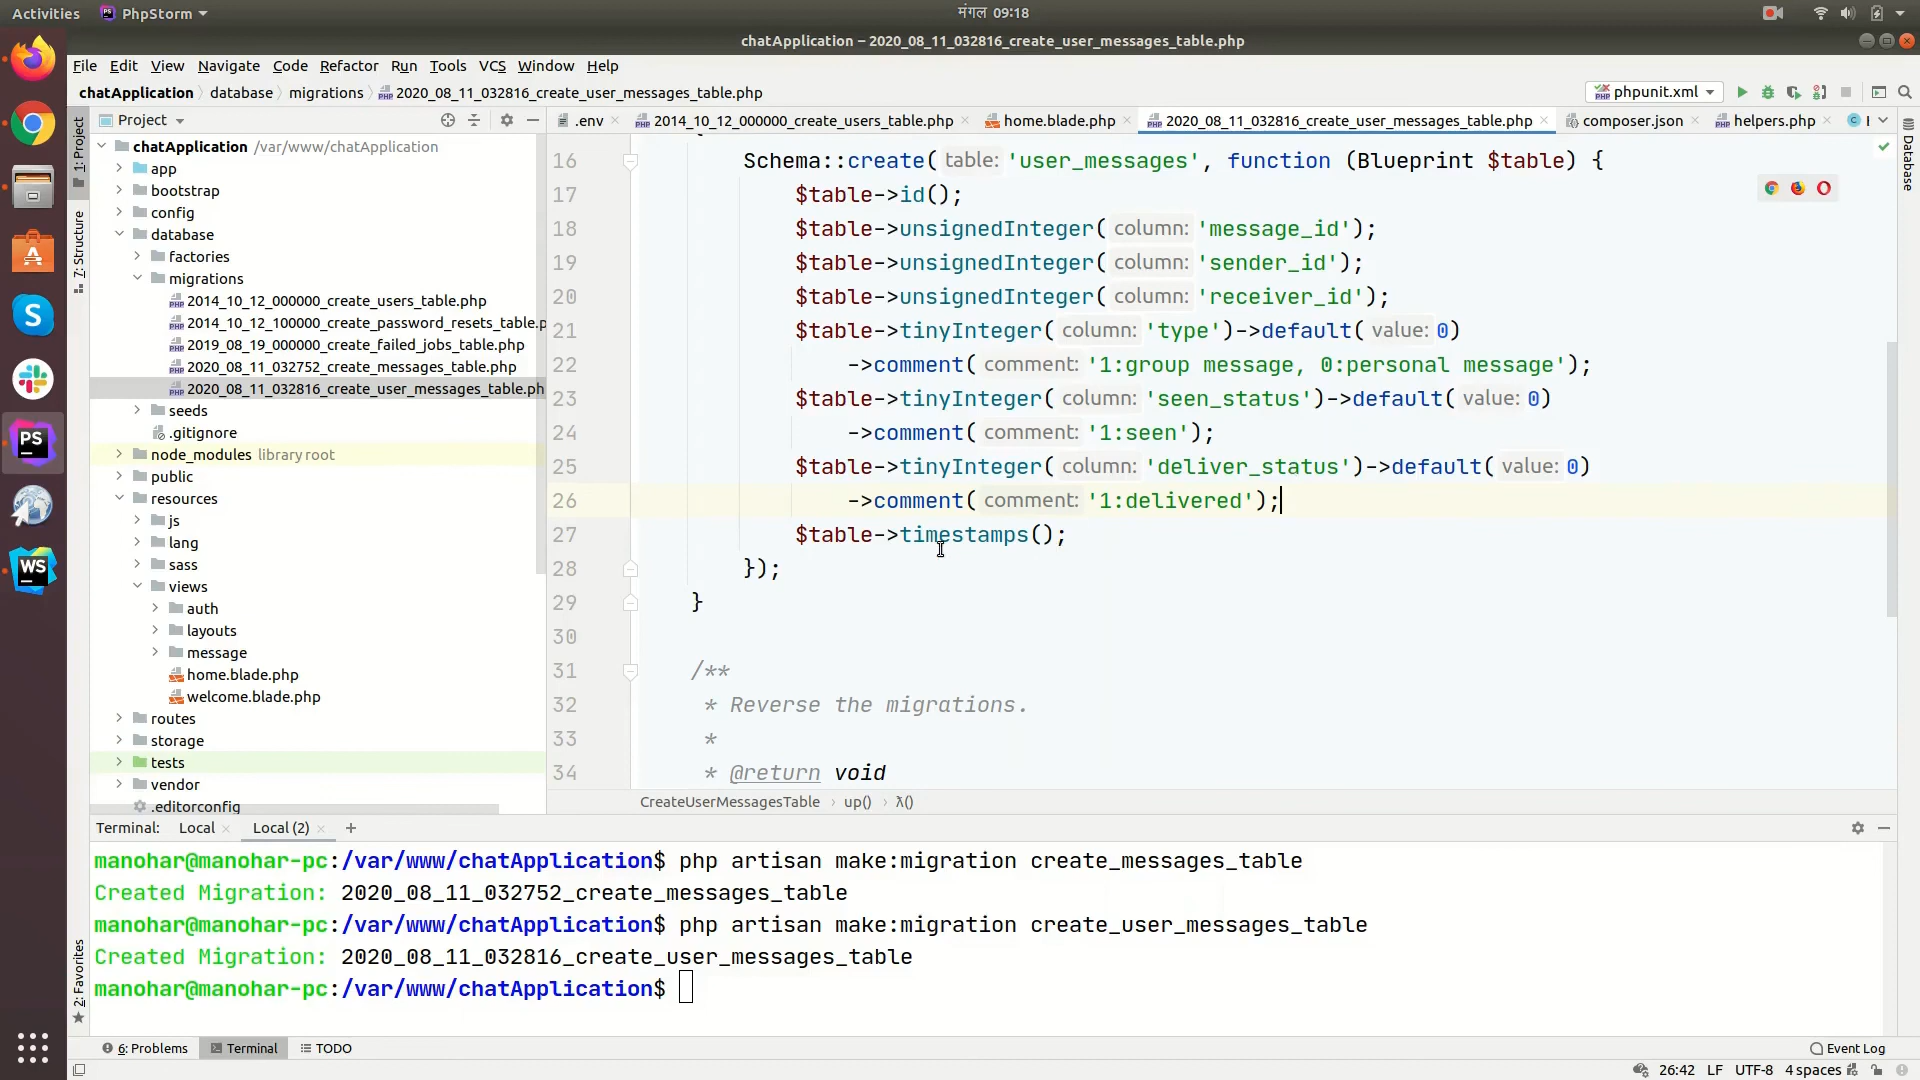 Activities PhpStorm मंगल 09:18
chatApplication – 2020_08_11_032816_create_user_messages_table.php
File Edit View Navigate Code Refactor Run Tools VCS Window Help
chatApplication database migrations 2020_08_11_032816_create_user_messages_table.php phpunit.xml
1: Project
7: Structure
2: Favorites
Project
chatApplication /var/www/chatApplication
app
bootstrap
config
database
factories
migrations
2014_10_12_000000_create_users_table.php
2014_10_12_100000_create_password_resets_table.p
2019_08_19_000000_create_failed_jobs_table.php
2020_08_11_032752_create_messages_table.php
2020_08_11_032816_create_user_messages_table.ph
seeds
.gitignore
node_modules library root
public
resources
js
lang
sass
views
auth
layouts
message
home.blade.php
welcome.blade.php
routes
storage
tests
vendor
.editorconfig
.env 2014_10_12_000000_create_users_table.php home.blade.php 2020_08_11_032816_create_user_messages_table.php composer.json helpers.php
Database
16 Schema::create( table: 'user_messages', function (Blueprint $table) {
17 $table->id();
18 $table->unsignedInteger( column: 'message_id');
19 $table->unsignedInteger( column: 'sender_id');
20 $table->unsignedInteger( column: 'receiver_id');
21 $table->tinyInteger( column: 'type')->default( value: 0)
22 ->comment( comment: '1:group message, 0:personal message');
23 $table->tinyInteger( column: 'seen_status')->default( value: 0)
24 ->comment( comment: '1:seen');
25 $table->tinyInteger( column: 'deliver_status')->default( value: 0)
26 ->comment( comment: '1:delivered');
27 $table->timestamps();
28 });
29 }
30
31 /**
32 * Reverse the migrations.
33 *
34 * @return void
CreateUserMessagesTable › up() › λ()
Terminal: Local Local (2)
manohar@manohar-pc:/var/www/chatApplication$ php artisan make:migration create_messages_table
Created Migration: 2020_08_11_032752_create_messages_table
manohar@manohar-pc:/var/www/chatApplication$ php artisan make:migration create_user_messages_table
Created Migration: 2020_08_11_032816_create_user_messages_table
manohar@manohar-pc:/var/www/chatApplication$
6: Problems Terminal TODO Event Log
26:42 LF UTF-8 4 spaces